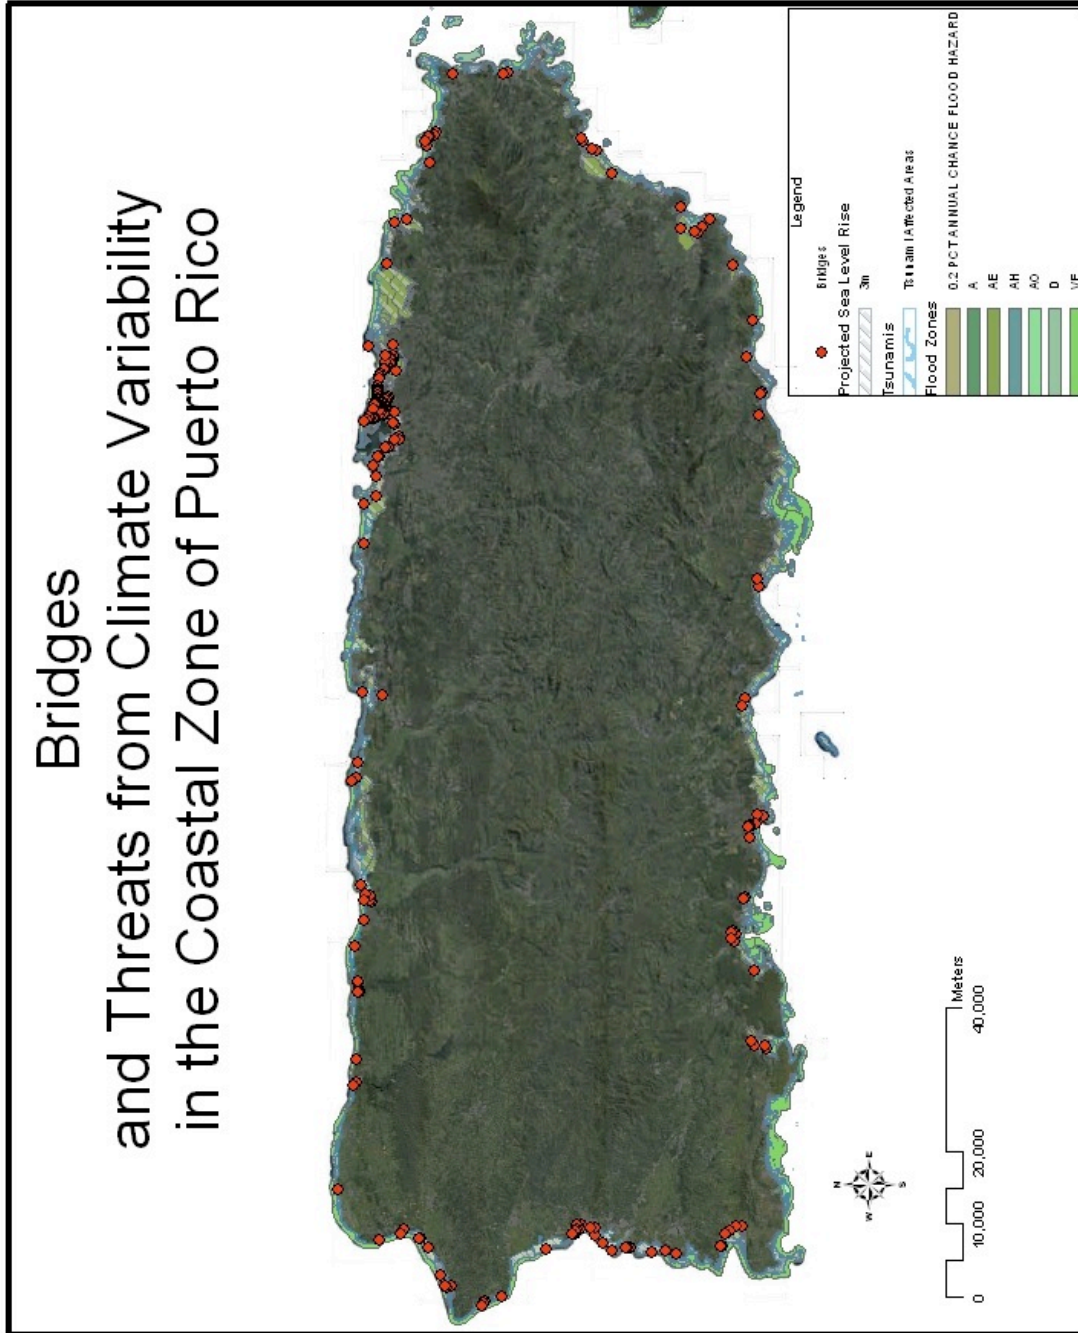 Bridges
and Threats from Climate Variability
in the Coastal Zone of Puerto Rico
Legend
Bridges
Projected Sea Level Rise
3m
Tsunamis
Tsunami Affected Areas
Flood Zones
0.2 PCT ANNUAL CHANCE FLOOD HAZARD
A
AE
AH
AO
D
VE
N
W
E
S
0
10,000
20,000
40,000
Meters